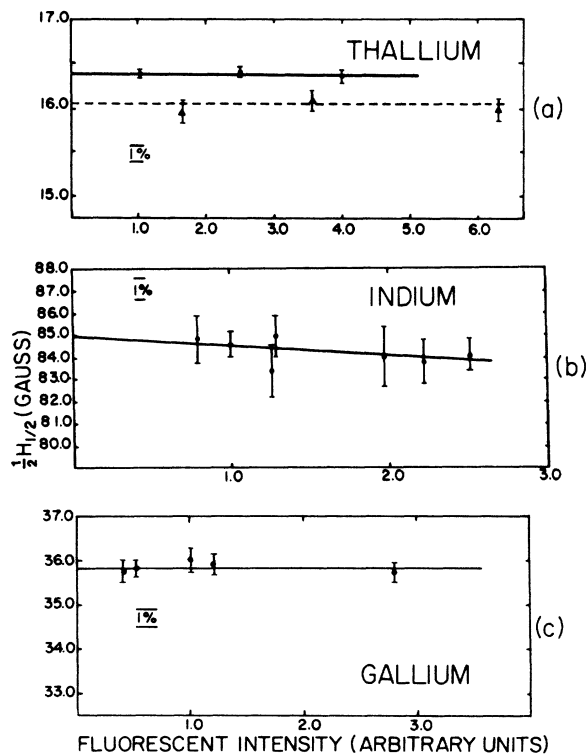 17.0
16.0
15.0
THALLIUM
1%
1.0 2.0 3.0 4.0 5.0 6.0
(a)
88.0
87.0
86.0
85.0
84.0
83.0
82.0
81.0
80.0
1%
INDIUM
1.0 2.0 3.0
(b)
½H1/2 (GAUSS)
37.0
36.0
35.0
34.0
33.0
1%
GALLIUM
1.0 2.0 3.0
(c)
FLUORESCENT INTENSITY (ARBITRARY UNITS)